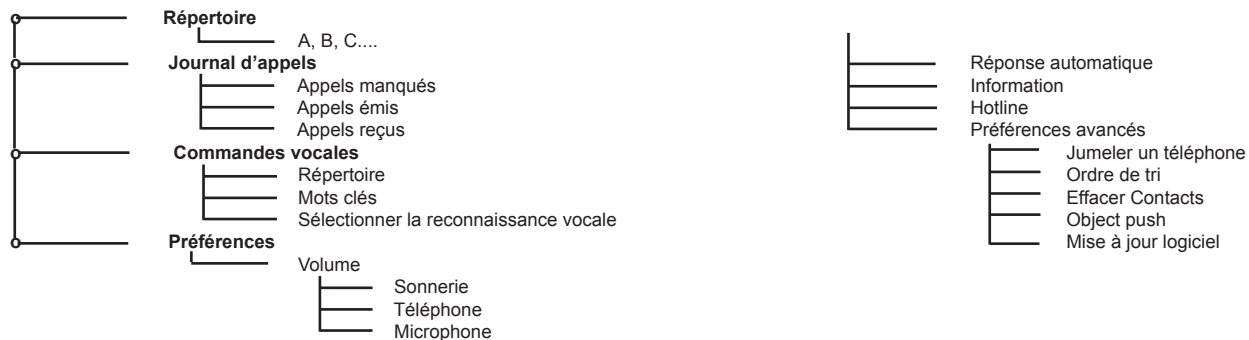 Répertoire
A, B, C....
Journal d'appels
Appels manqués
Appels émis
Appels reçus
Commandes vocales
Répertoire
Mots clés
Sélectionner la reconnaissance vocale
Préférences
Volume
Sonnerie
Téléphone
Microphone
Réponse automatique
Information
Hotline
Préférences avancés
Jumeler un téléphone
Ordre de tri
Effacer Contacts
Object push
Mise à jour logiciel